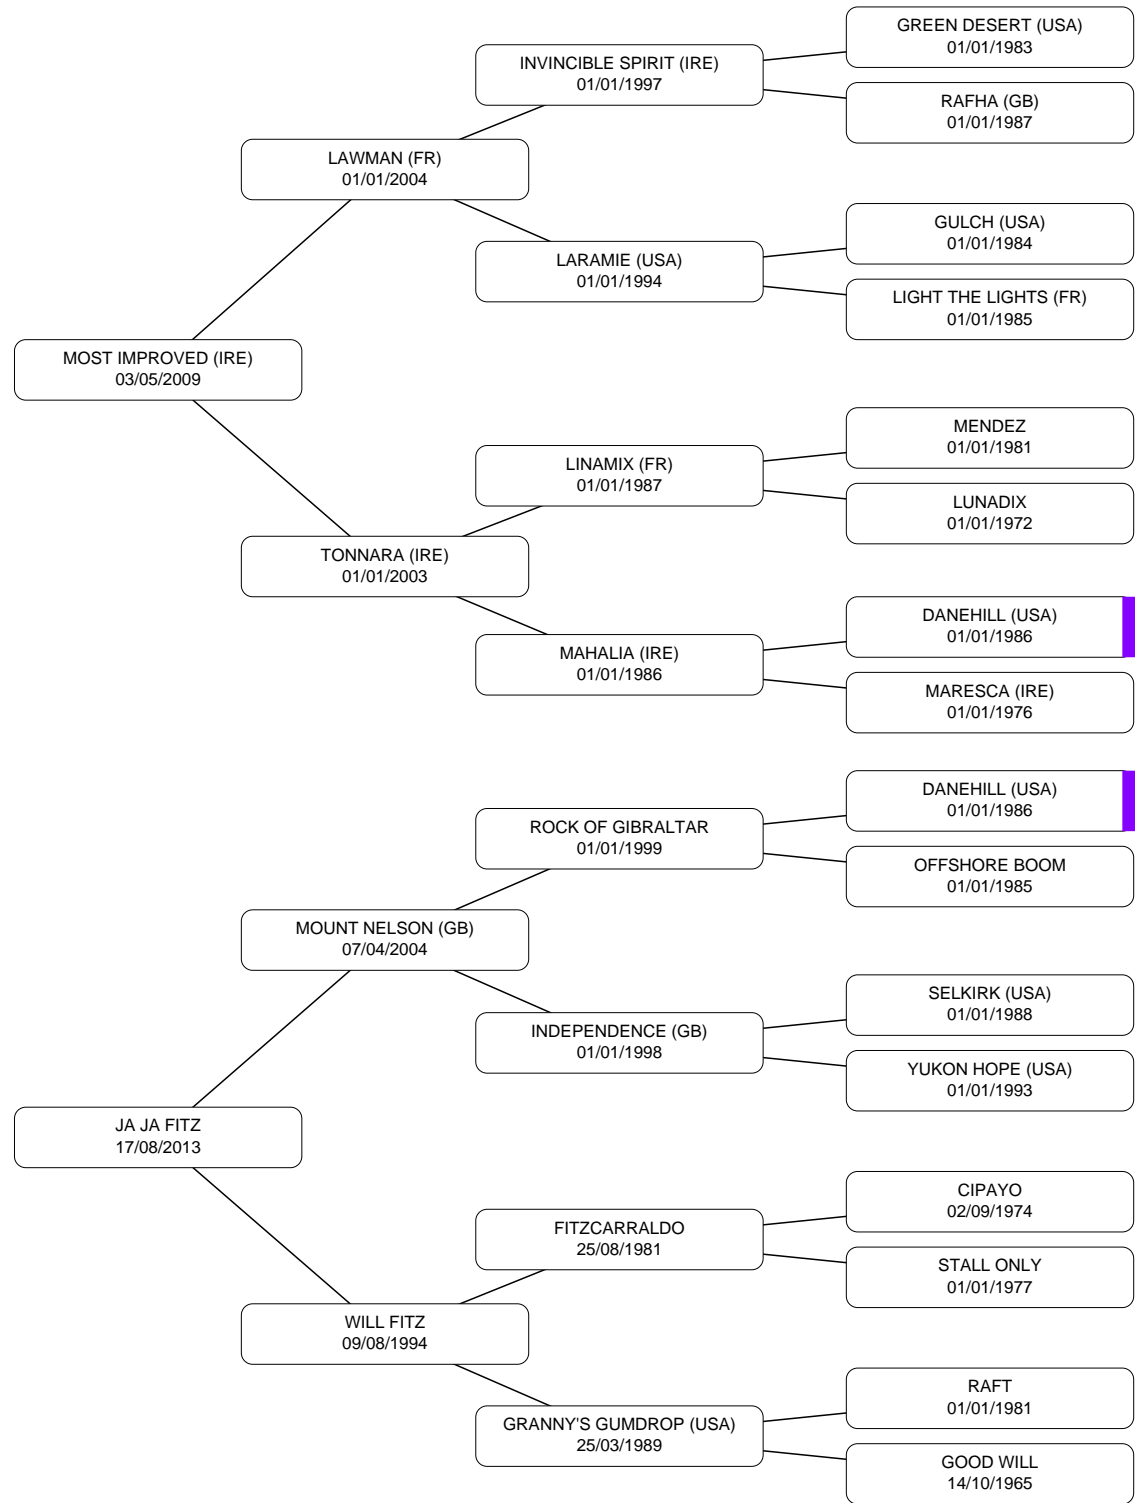 GREEN DESERT (USA)
01/01/1983
INVINCIBLE SPIRIT (IRE)
01/01/1997
RAFHA (GB)
01/01/1987
LAWMAN (FR)
01/01/2004
GULCH (USA)
01/01/1984
LARAMIE (USA)
01/01/1994
LIGHT THE LIGHTS (FR)
01/01/1985
MOST IMPROVED (IRE)
03/05/2009
MENDEZ
01/01/1981
LINAMIX (FR)
01/01/1987
LUNADIX
01/01/1972
TONNARA (IRE)
01/01/2003
DANEHILL (USA)
01/01/1986
MAHALIA (IRE)
01/01/1986
MARESCA (IRE)
01/01/1976
DANEHILL (USA)
01/01/1986
ROCK OF GIBRALTAR
01/01/1999
OFFSHORE BOOM
01/01/1985
MOUNT NELSON (GB)
07/04/2004
SELKIRK (USA)
01/01/1988
INDEPENDENCE (GB)
01/01/1998
YUKON HOPE (USA)
01/01/1993
JA JA FITZ
17/08/2013
CIPAYO
02/09/1974
FITZCARRALDO
25/08/1981
STALL ONLY
01/01/1977
WILL FITZ
09/08/1994
RAFT
01/01/1981
GRANNY'S GUMDROP (USA)
25/03/1989
GOOD WILL
14/10/1965